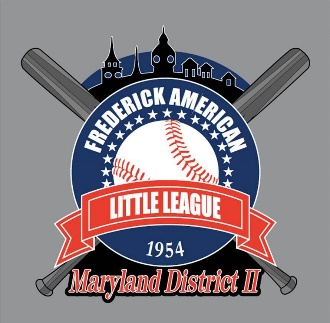 FREDERICK AMERICAN
LITTLE LEAGUE
1954
Maryland District II